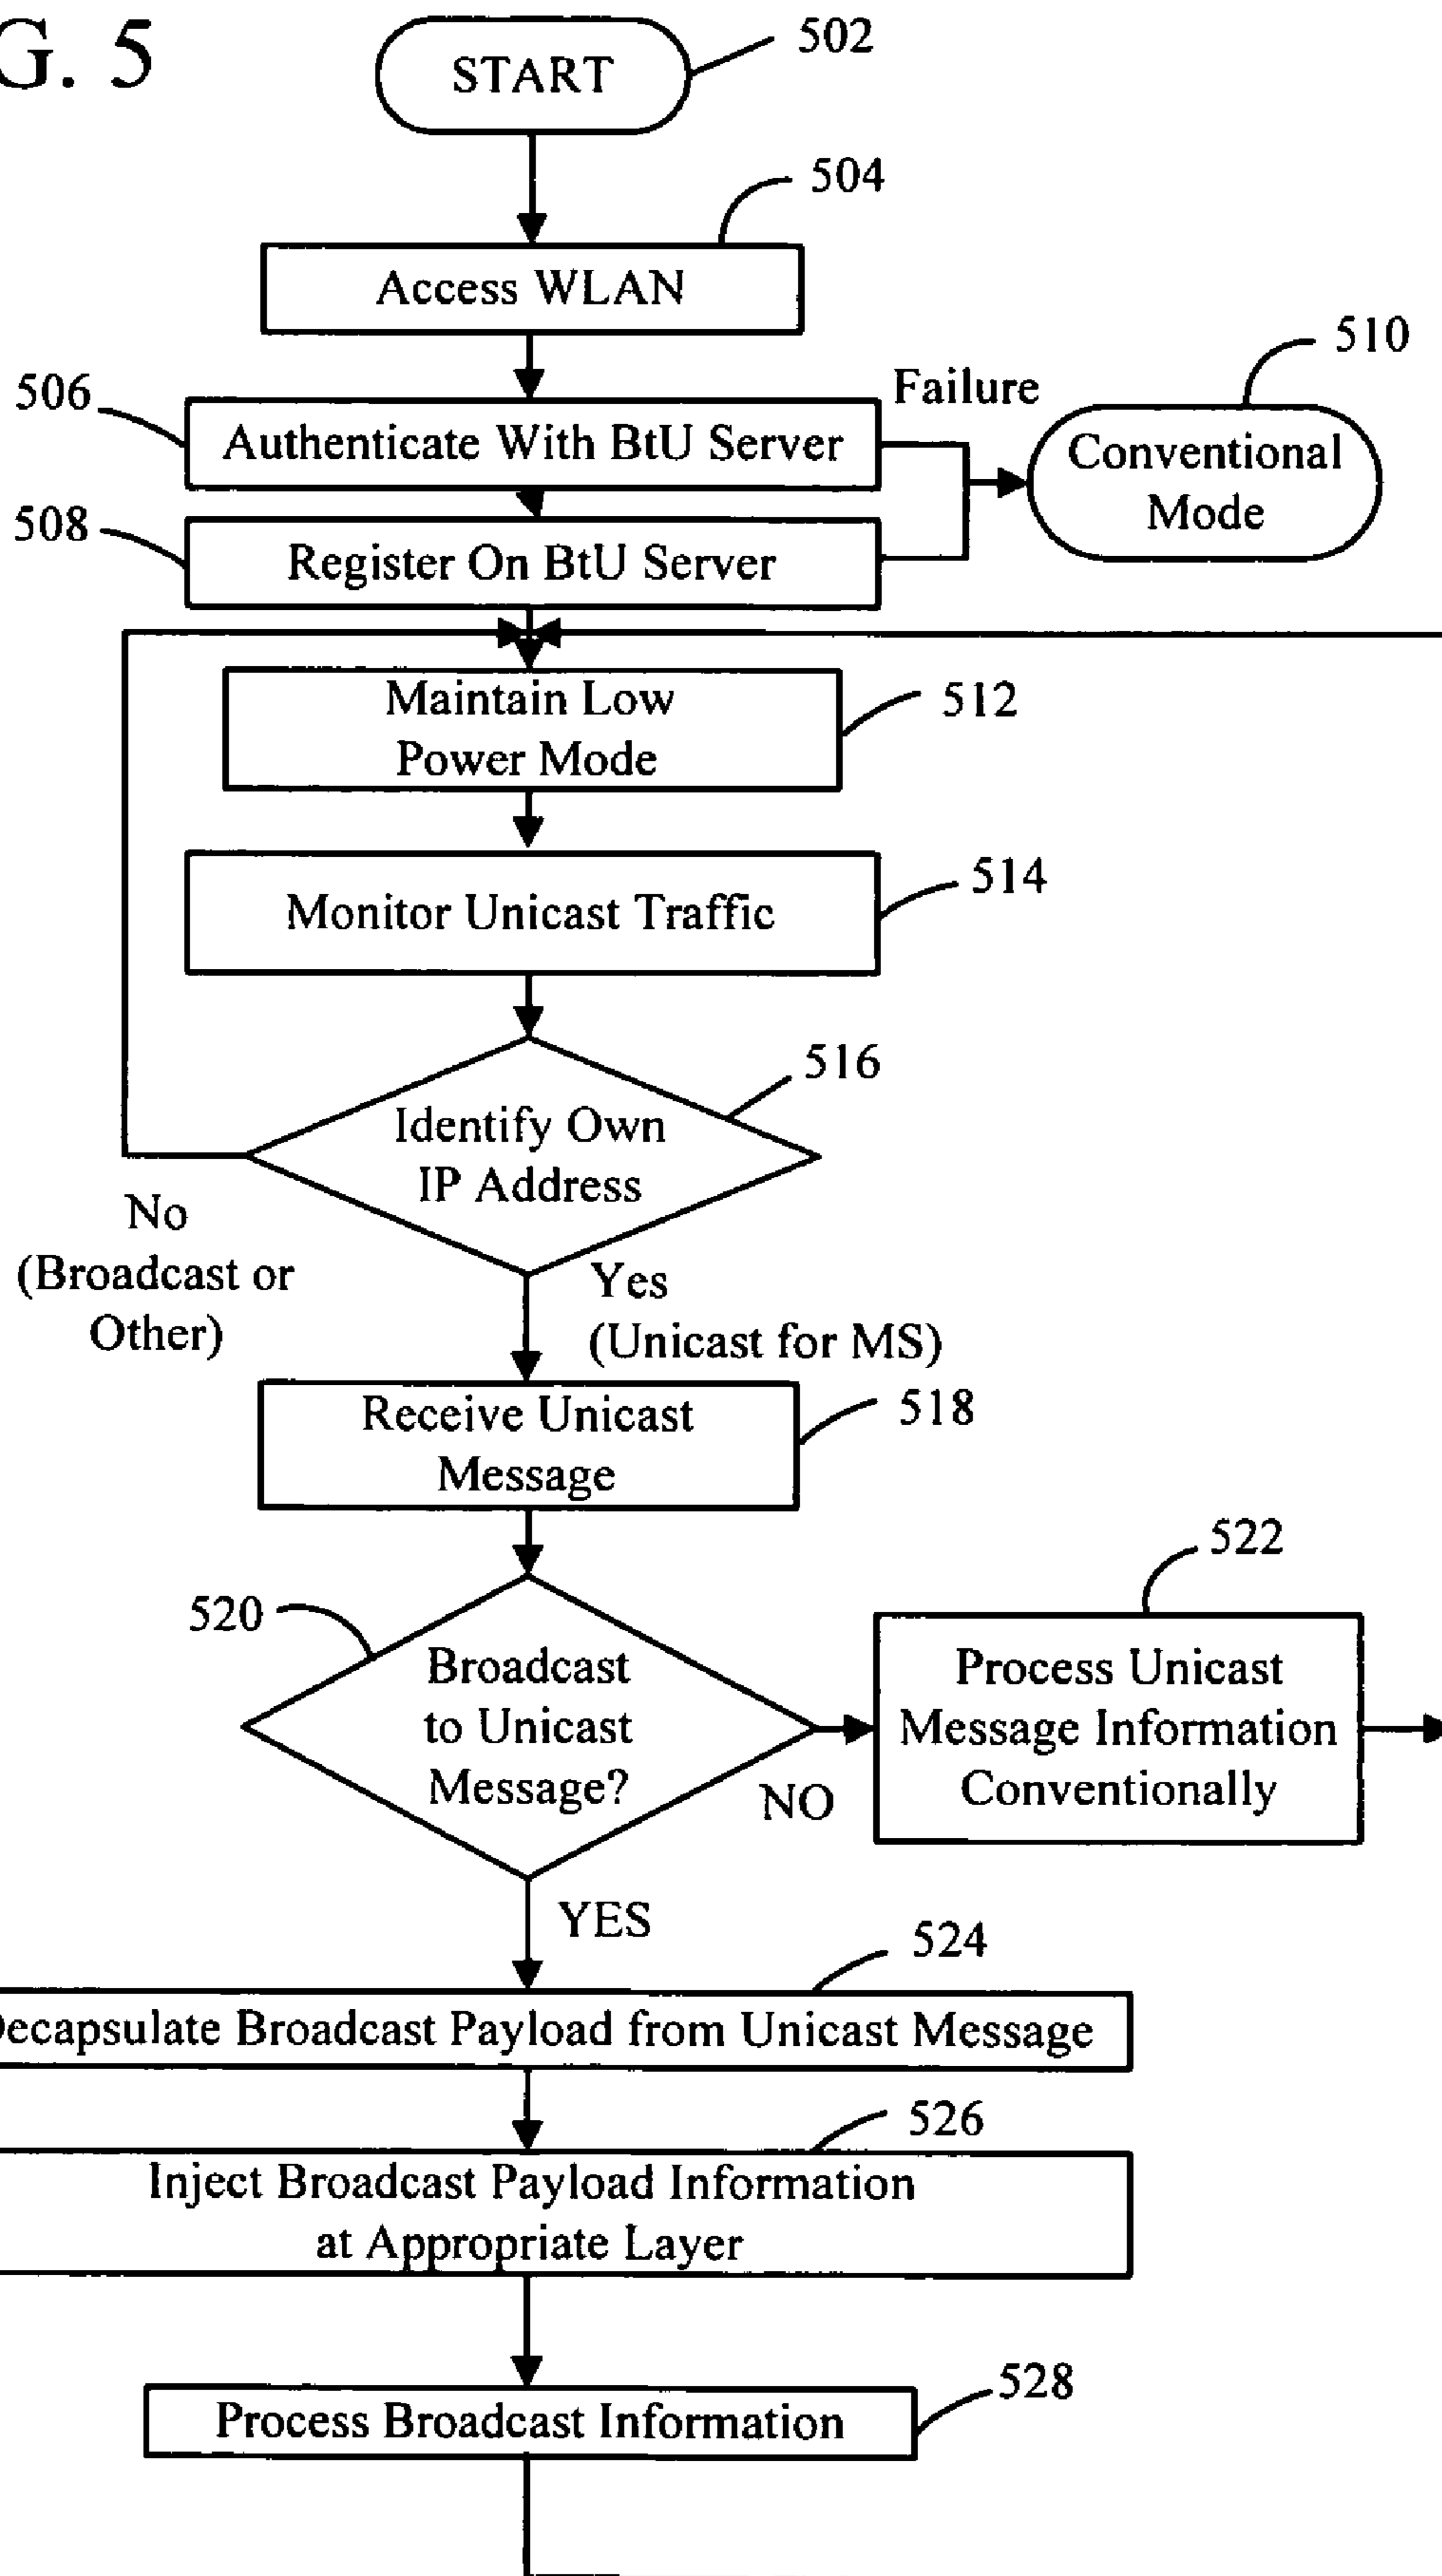 G. 5
START
502
504
Access WLAN
510
506
Failure
Authenticate With BtU Server
Conventional
Mode
508
Register On BtU Server
Maintain Low
Power Mode
512
514
Monitor Unicast Traffic
516
Identify Own
IP Address
No
(Broadcast or
Other)
Yes
(Unicast for MS)
Receive Unicast
Message
518
522
520
Broadcast
to Unicast
Message?
Process Unicast
Message Information
Conventionally
NO
YES
524
Decapsulate Broadcast Payload from Unicast Message
526
Inject Broadcast Payload Information
at Appropriate Layer
528
Process Broadcast Information